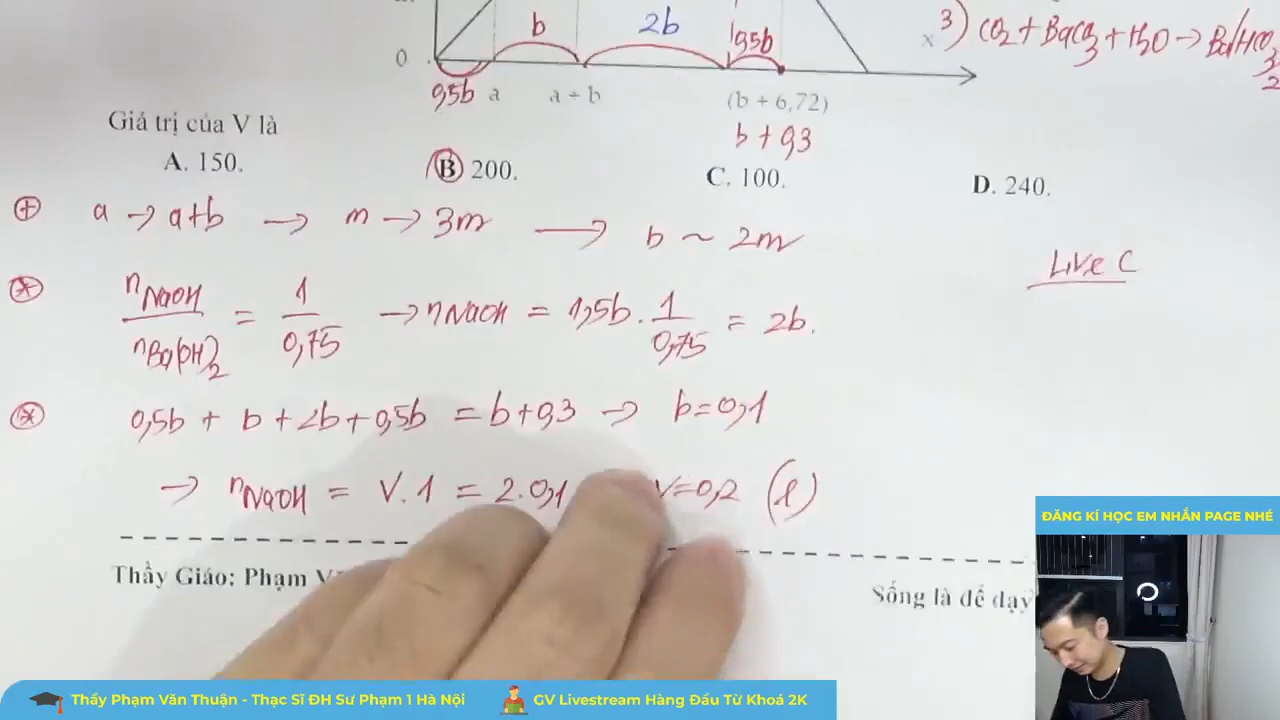 b 2b 0,5b
3) CO2 + BaCO3 + H2O → Ba(HCO3)2
0 x
0,5b a a + b (b + 6,72)
b + 0,3
Giá trị của V là
A. 150. B 200. C. 100. D. 240.
+ a → a+b → m → 3m → b ~ 2m
Live C
* nNaOH / nBa(OH)2 = 1 / 0,75 → nNaOH = 1,5b . 1 / 0,75 = 2b.
* 0,5b + b + 2b + 0,5b = b + 0,3 → b = 0,1
→ nNaOH = V.1 = 2.0,1 V = 0,2 (l)
ĐĂNG KÍ HỌC EM NHẮN PAGE NHÉ
Thầy Giáo: Phạm Sống là để dạy
Thầy Phạm Văn Thuận - Thạc Sĩ ĐH Sư Phạm 1 Hà Nội GV Livestream Hàng Đầu Từ Khoá 2K